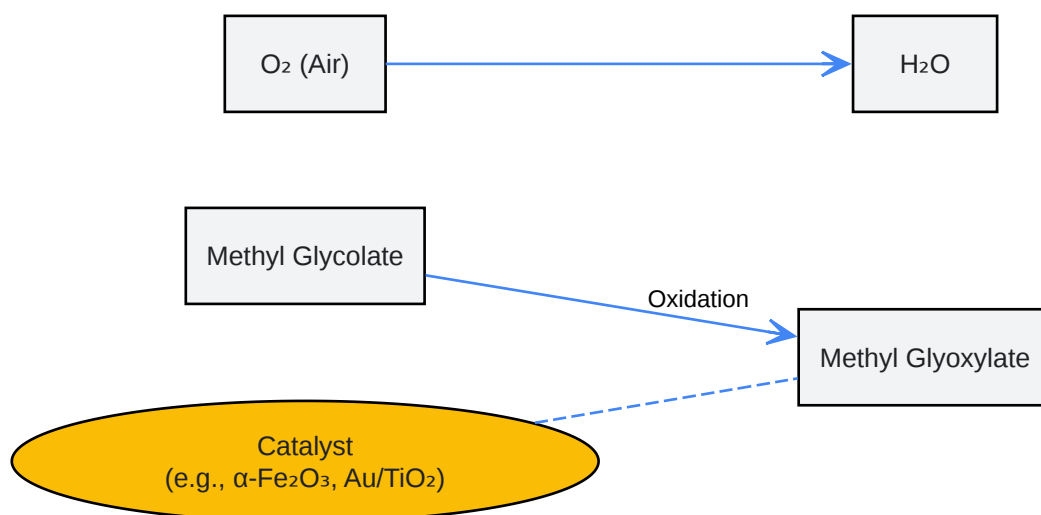 O₂ (Air)
H₂O
Methyl Glycolate
Oxidation
Methyl Glyoxylate
Catalyst
(e.g., α-Fe₂O₃, Au/TiO₂)